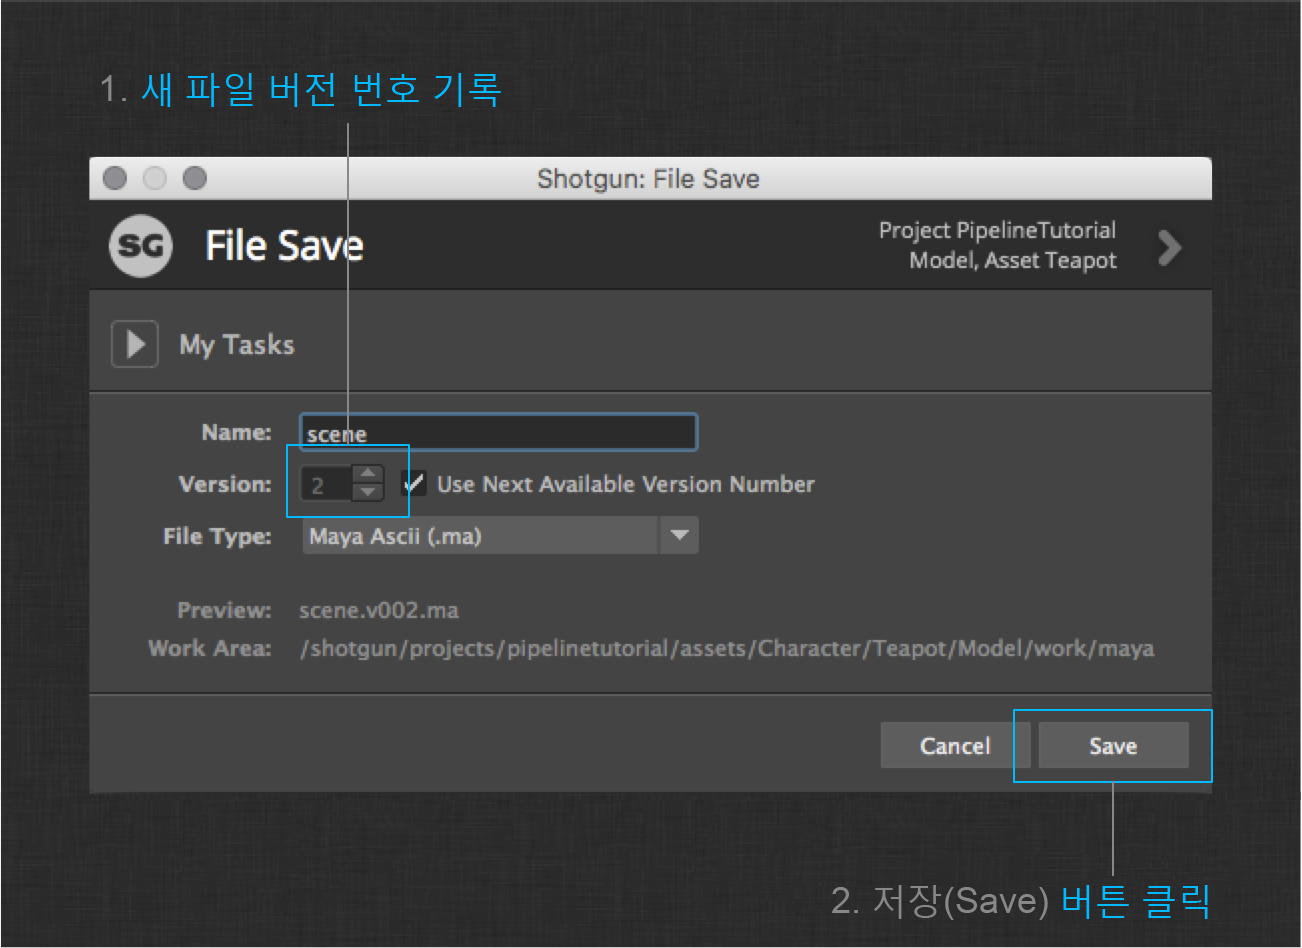 1. 새 파일 버전 번호 기록
Shotgun: File Save
SG File Save
Project PipelineTutorial
Model, Asset Teapot
My Tasks
Name: scene
Version: 2 Use Next Available Version Number
File Type: Maya Ascii (.ma)
Preview: scene.v002.ma
Work Area: /shotgun/projects/pipelinetutorial/assets/Character/Teapot/Model/work/maya
Cancel Save
2. 저장(Save) 버튼 클릭